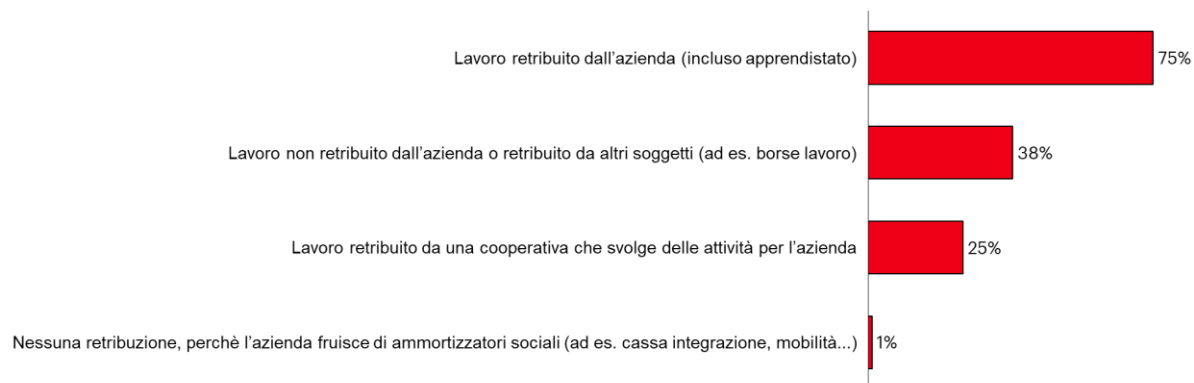 Lavoro retribuito dall'azienda (incluso apprendistato) 75%
Lavoro non retribuito dall'azienda o retribuito da altri soggetti (ad es. borse lavoro) 38%
Lavoro retribuito da una cooperativa che svolge delle attività per l'azienda 25%
Nessuna retribuzione, perchè l'azienda fruisce di ammortizzatori sociali (ad es. cassa integrazione, mobilità...) 1%